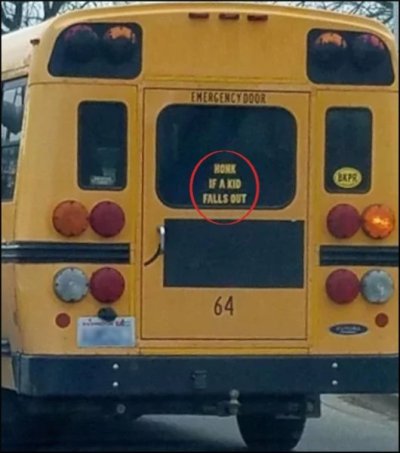 EMERGENCY DOOR
HONK
IF A KID
FALLS OUT
BKPR
64